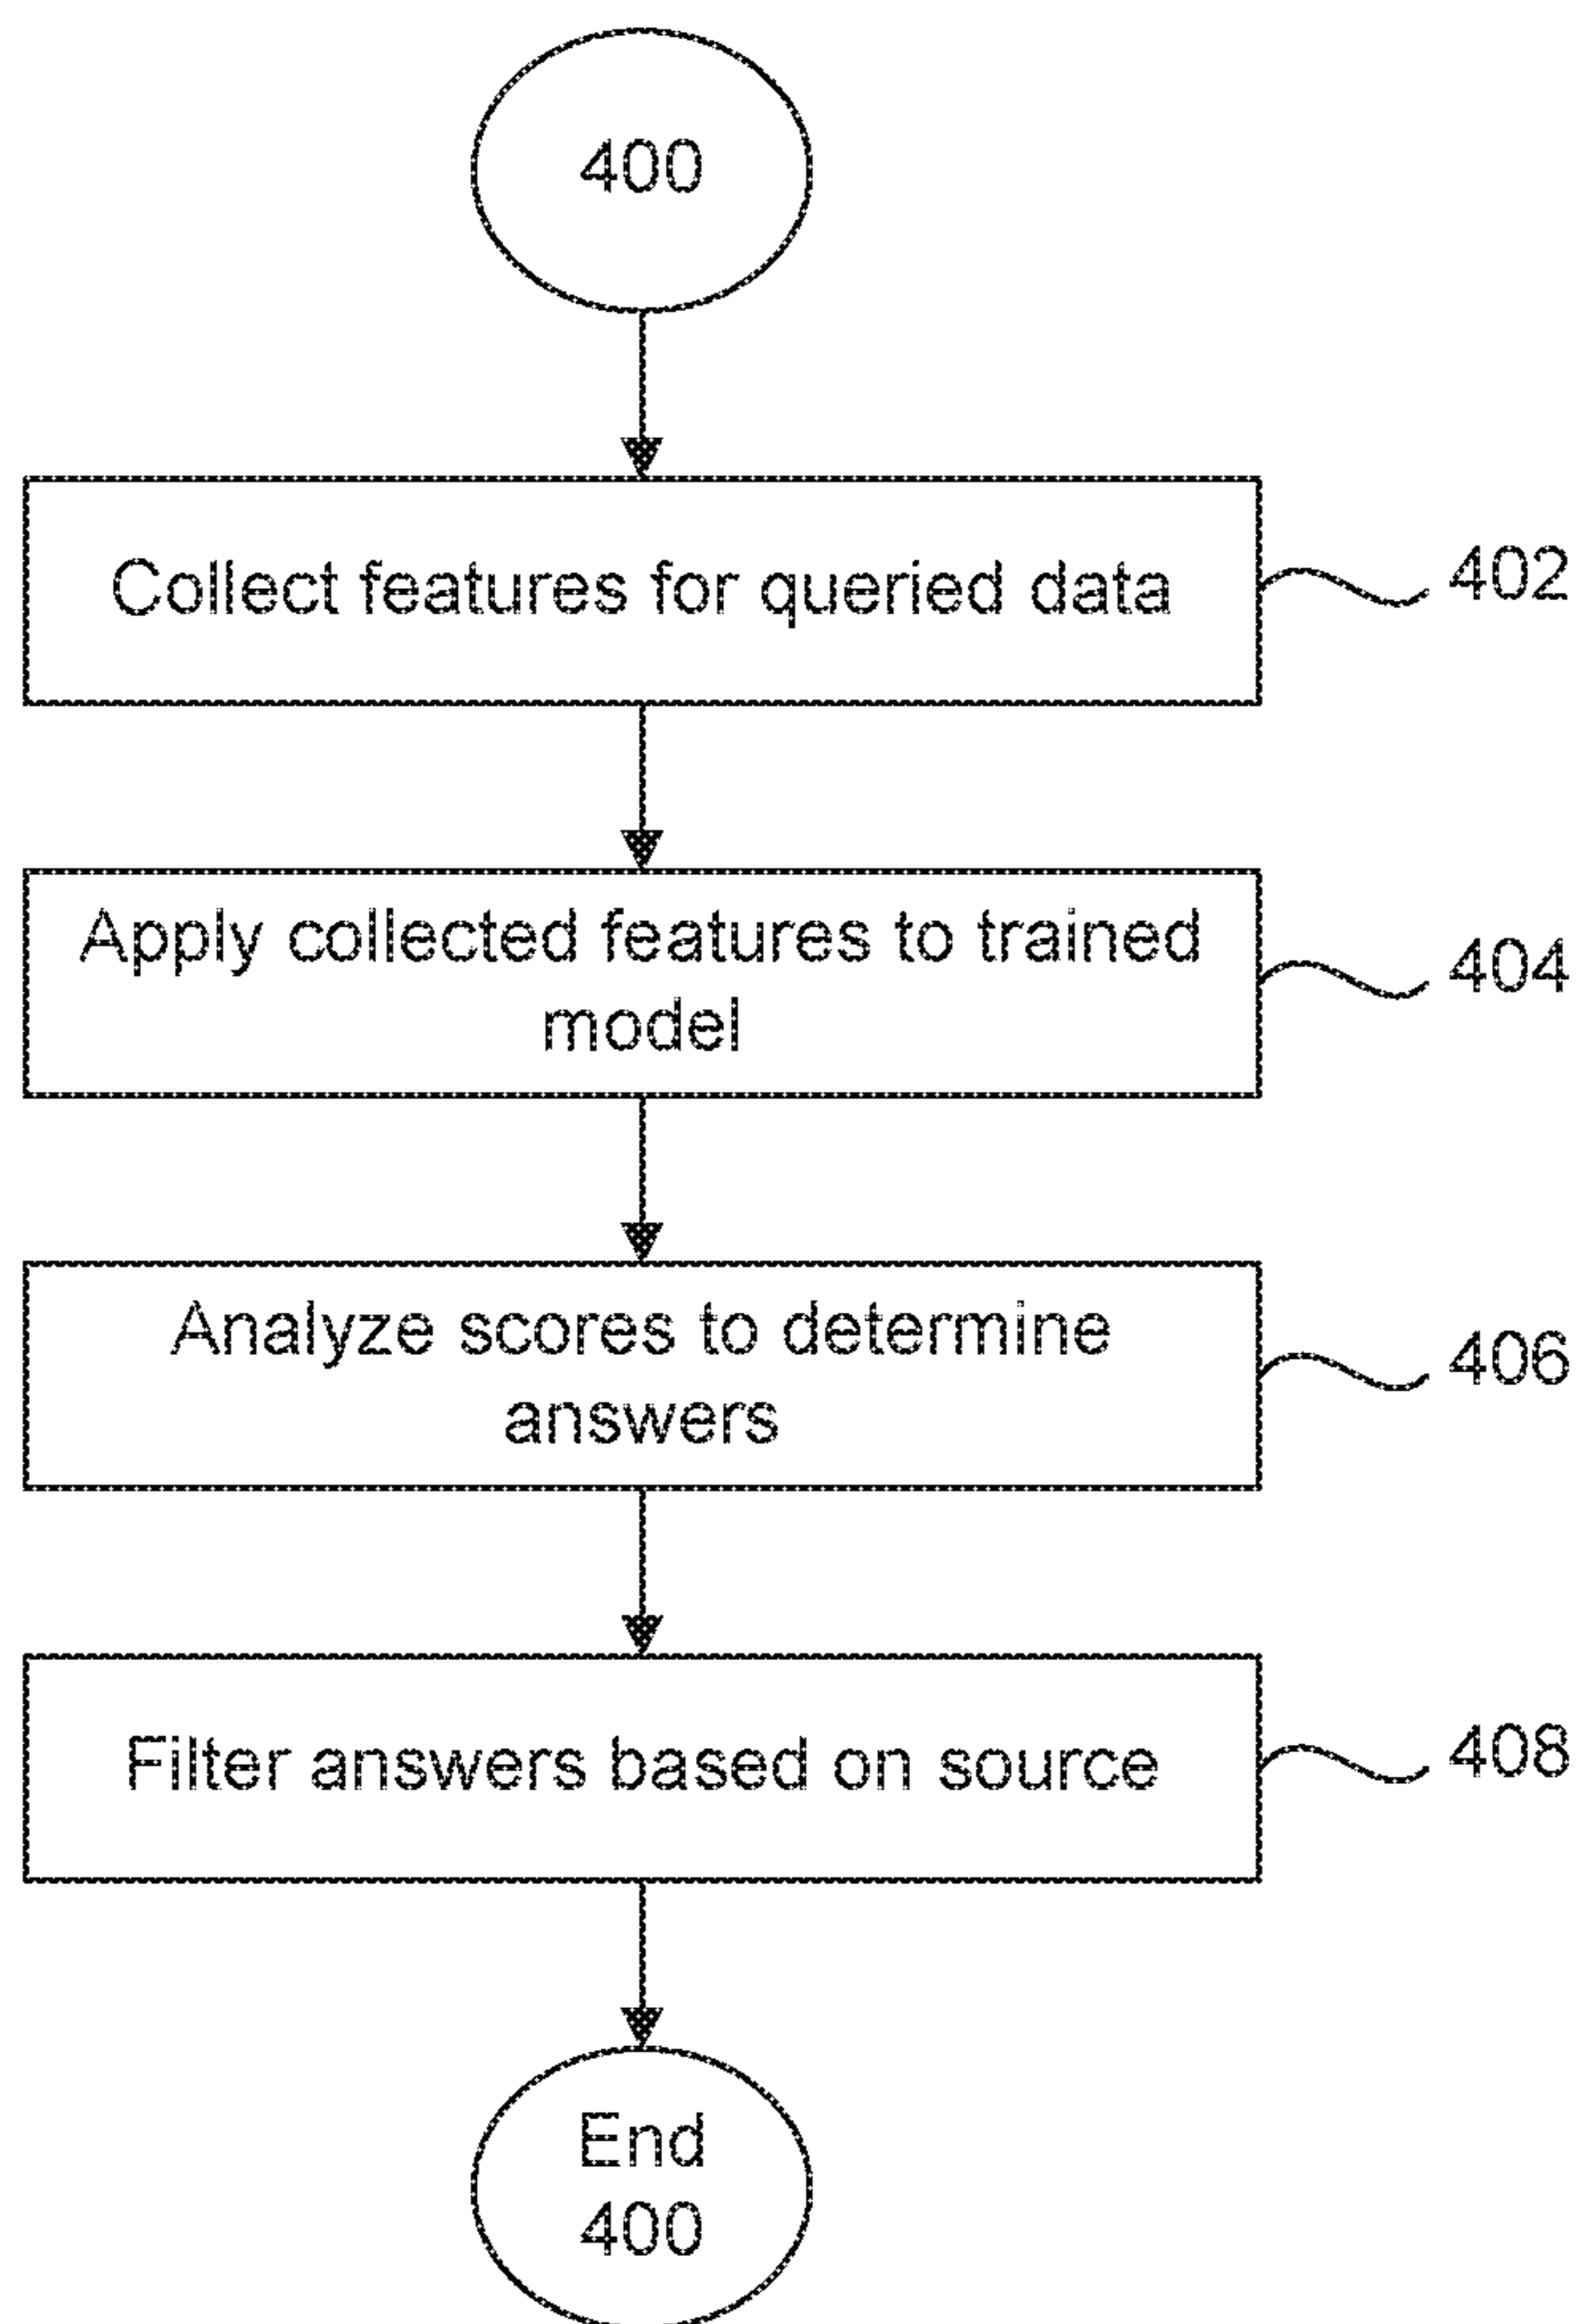 400
Collect features for queried data
402
Apply collected features to trained
model
404
Analyze scores to determine
answers
406
Filter answers based on source
408
End
400